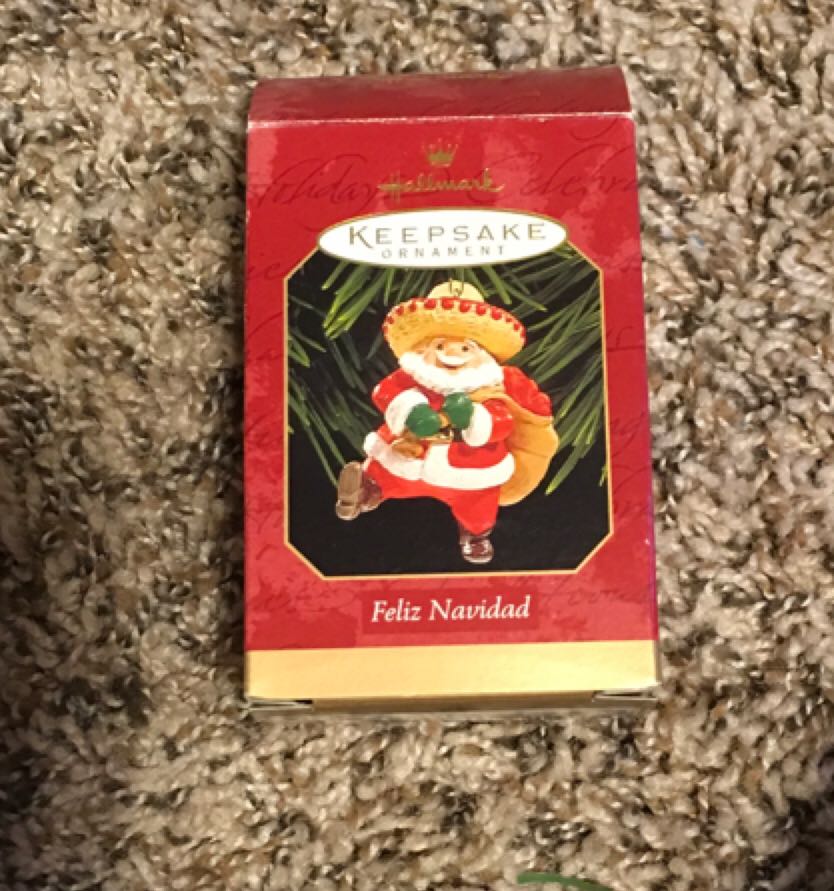 Hallmark
KEEPSAKE
ORNAMENT
Feliz Navidad